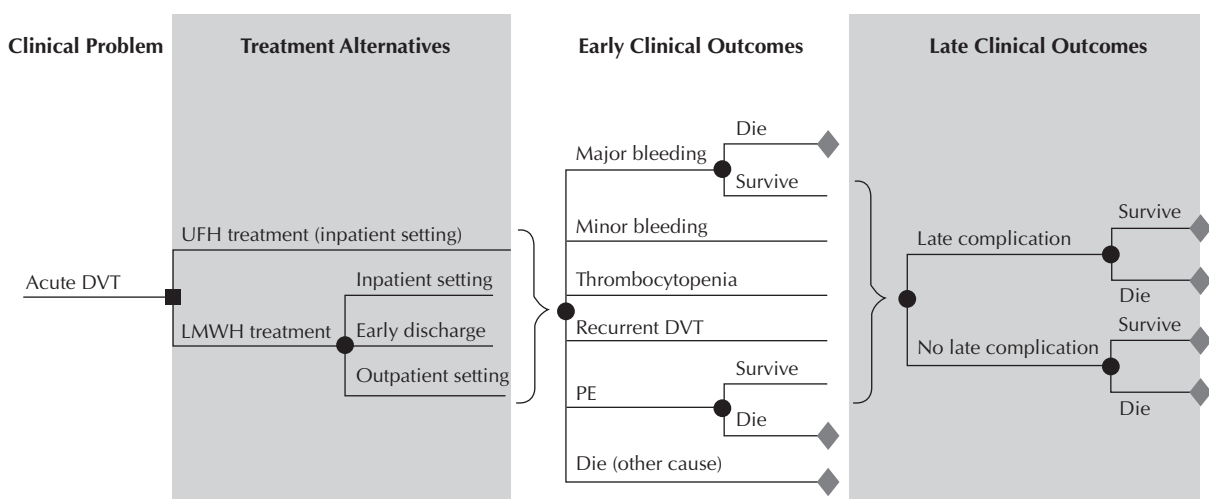 Clinical Problem
Treatment Alternatives
Early Clinical Outcomes
Late Clinical Outcomes
Acute DVT
UFH treatment (inpatient setting)
LMWH treatment
Inpatient setting
Early discharge
Outpatient setting
Major bleeding
Die
Survive
Minor bleeding
Thrombocytopenia
Recurrent DVT
PE
Survive
Die
Die (other cause)
Late complication
Survive
Die
No late complication
Survive
Die